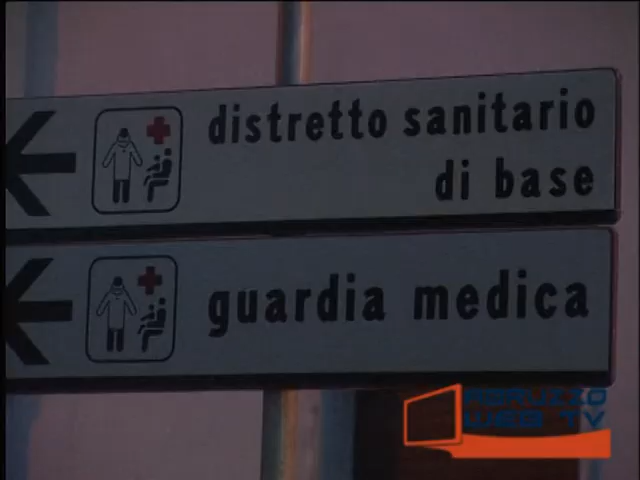 distretto sanitario
di base
guardia medica
ABRUZZO
WEB TV